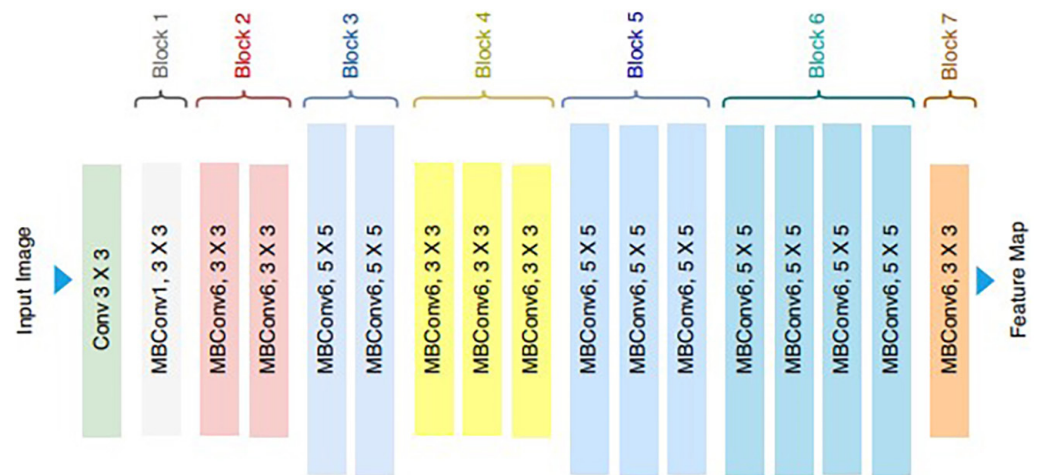 Block 1
Block 2
Block 3
Block 4
Block 5
Block 6
Block 7
Input Image
Conv 3 X 3
MBConv1, 3 X 3
MBConv6, 3 X 3
MBConv6, 3 X 3
MBConv6, 5 X 5
MBConv6, 5 X 5
MBConv6, 3 X 3
MBConv6, 3 X 3
MBConv6, 3 X 3
MBConv6, 5 X 5
MBConv6, 5 X 5
MBConv6, 5 X 5
MBConv6, 5 X 5
MBConv6, 5 X 5
MBConv6, 5 X 5
MBConv6, 5 X 5
MBConv6, 3 X 3
Feature Map